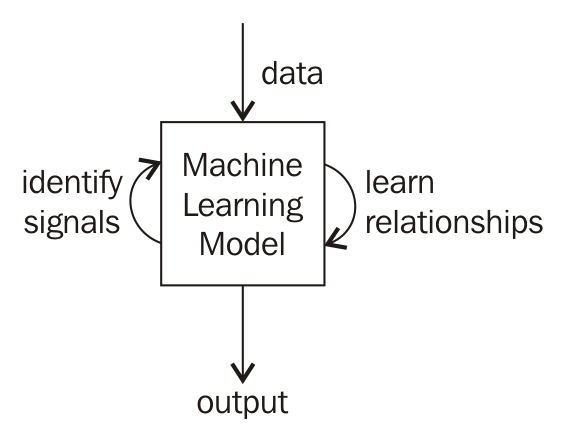 data
Machine
Learning
Model
identify
signals
learn
relationships
output